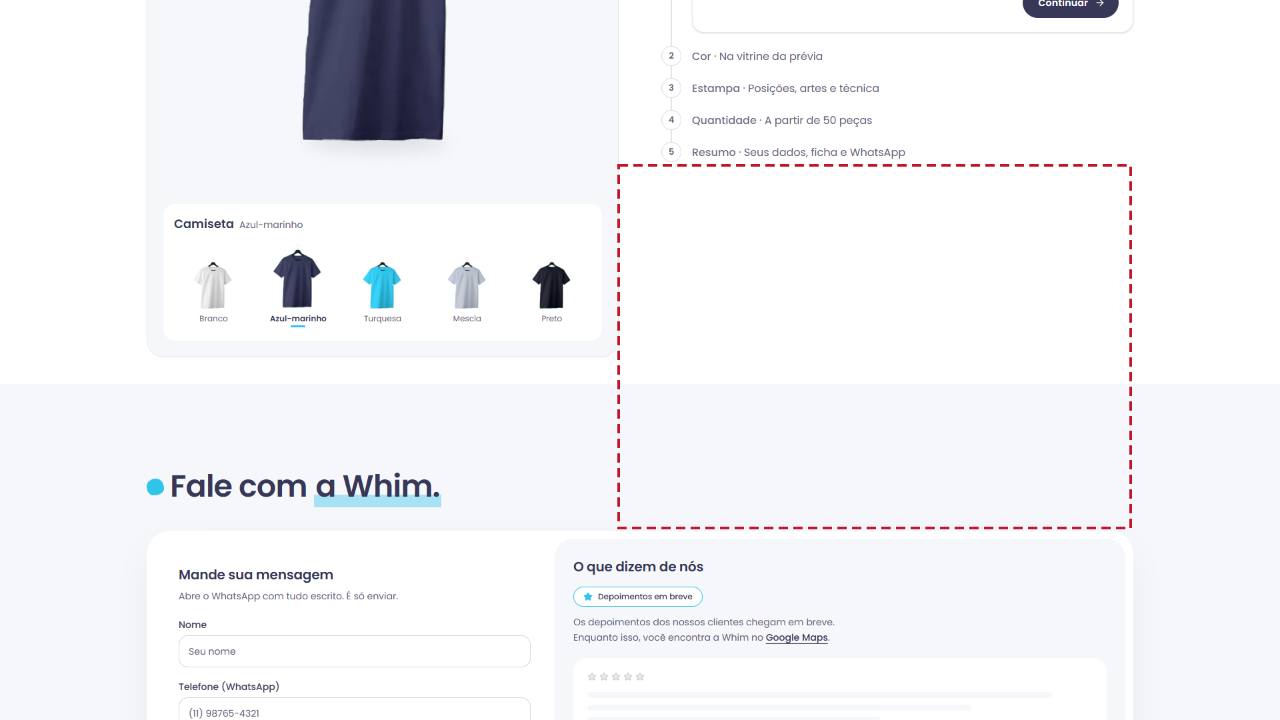 Continuar →
2 Cor · Na vitrine da prévia
3 Estampa · Posições, artes e técnica
4 Quantidade · A partir de 50 peças
5 Resumo · Seus dados, ficha e WhatsApp
Camiseta Azul-marinho
Branco Azul-marinho Turquesa Mescla Preto
Fale com a Whim.
Mande sua mensagem
Abre o WhatsApp com tudo escrito. É só enviar.
Nome
Seu nome
Telefone (WhatsApp)
(11) 98765-4321
O que dizem de nós
Depoimentos em breve
Os depoimentos dos nossos clientes chegam em breve.
Enquanto isso, você encontra a Whim no Google Maps.